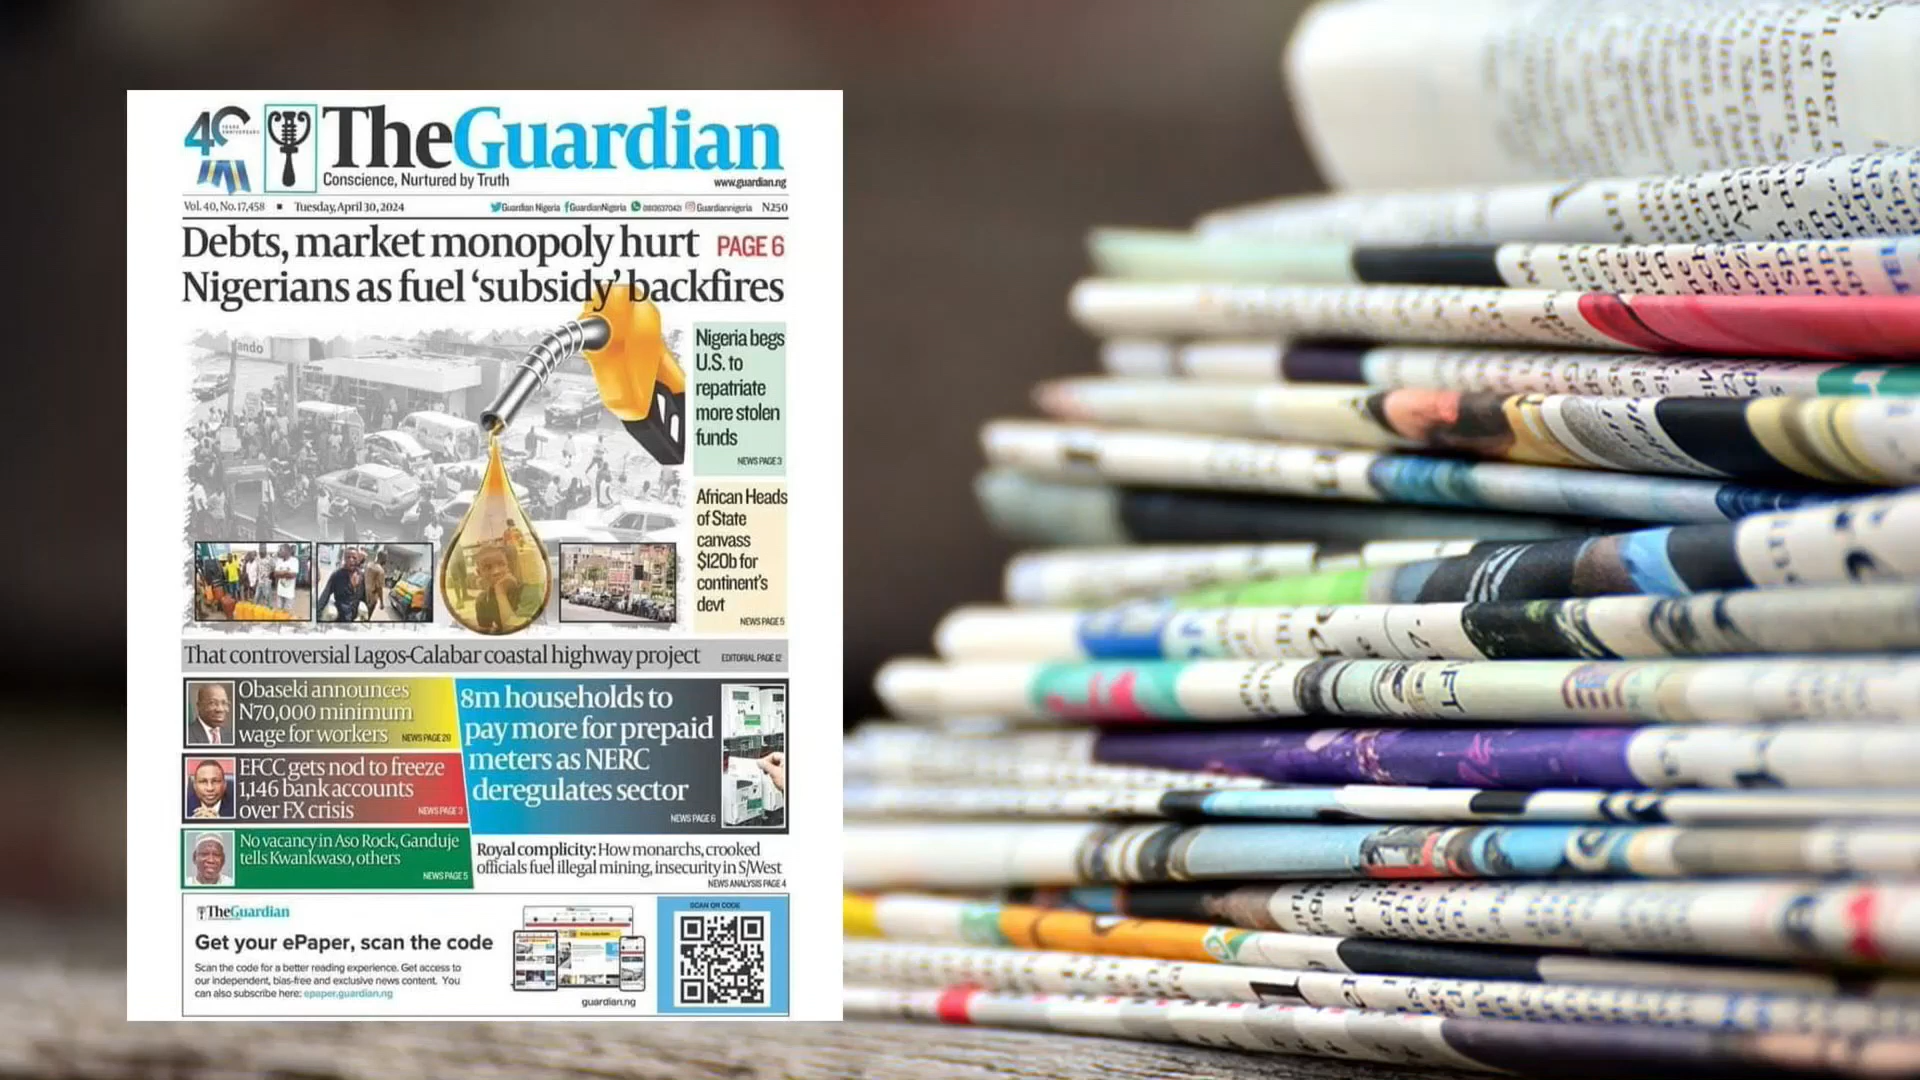 40 YEARS ANNIVERSARY
TheGuardian
Conscience, Nurtured by Truth
www.guardian.ng
Vol. 40, No. 17,458 ■ Tuesday, April 30, 2024
Guardian Nigeria GuardianNigeria Guardiannigeria N250
Debts, market monopoly hurt PAGE 6
Nigerians as fuel ‘subsidy’ backfires
Nigeria begs
U.S. to
repatriate
more stolen
funds
NEWS PAGE 3
African Heads
of State
canvass
$120b for
continent's
devt
NEWS PAGE 5
That controversial Lagos-Calabar coastal highway project EDITORIAL PAGE 12
Obaseki announces
N70,000 minimum
wage for workers
EFCC gets nod to freeze
1,146 bank accounts
over FX crisis NEWS PAGE 3
No vacancy in Aso Rock, Ganduje
tells Kwankwaso, others
NEWS PAGE 5
8m households to
pay more for prepaid
meters as NERC
deregulates sector
NEWS PAGE 6
Royal complicity: How monarchs, crooked
officials fuel illegal mining, insecurity in S/West
NEWS ANALYSIS PAGE 4
TheGuardian
Get your ePaper, scan the code
Scan the code for a better reading experience. Get access to
our independent, bias-free and exclusive news content. You
can also subscribe here: epaper.guardian.ng
guardian.ng
SCAN QR CODE